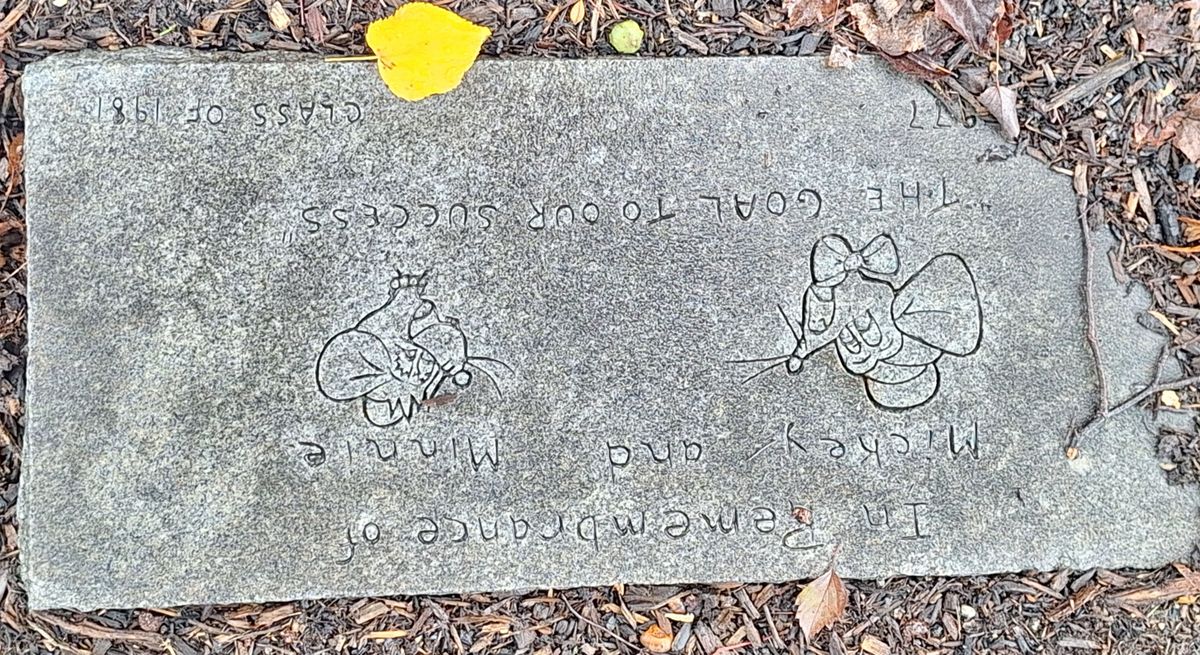 In Remembrance of
Mickey and Minnie
"THE GOAL TO OUR SUCCESS"
CLASS OF 1981